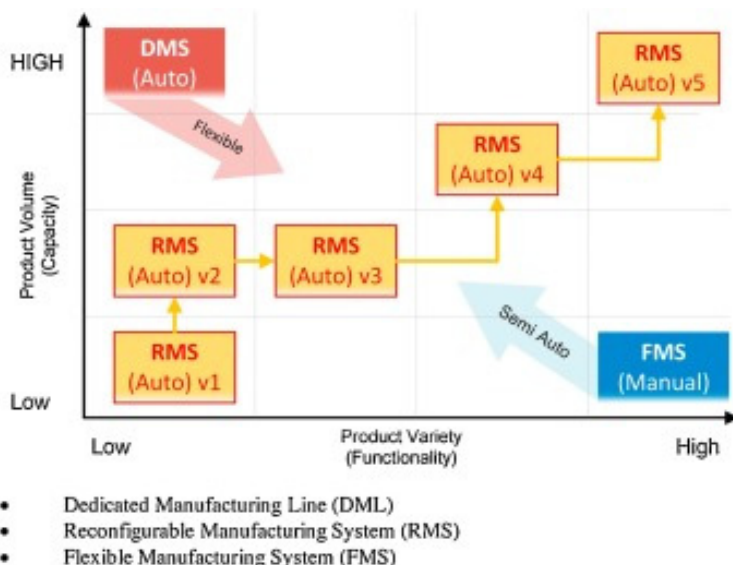 HIGH
DMS
(Auto)
Flexible
RMS
(Auto) v5
RMS
(Auto) v4
RMS
(Auto) v2
RMS
(Auto) v3
RMS
(Auto) v1
Semi Auto
FMS
(Manual)
Product Volume
(Capacity)
Low
Low
Product Variety
(Functionality)
High
• Dedicated Manufacturing Line (DML)
• Reconfigurable Manufacturing System (RMS)
• Flexible Manufacturing System (FMS)